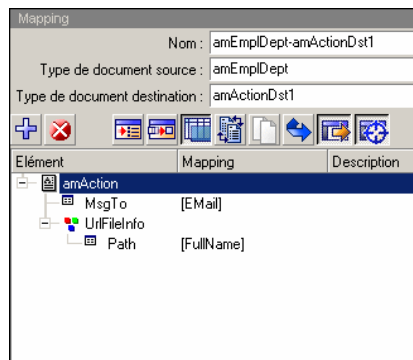 Mapping
Nom : amEmplDept-amActionDst1
Type de document source : amEmplDept
Type de document destination : amActionDst1
Elément Mapping Description
amAction
MsgTo [EMail]
UrlFileInfo
Path [FullName]